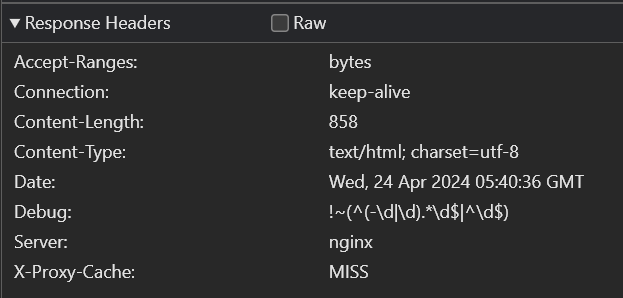 Response Headers Raw
Accept-Ranges: bytes
Connection: keep-alive
Content-Length: 858
Content-Type: text/html; charset=utf-8
Date: Wed, 24 Apr 2024 05:40:36 GMT
Debug: !~(^(-\d|\d).*\d$|^\d$)
Server: nginx
X-Proxy-Cache: MISS